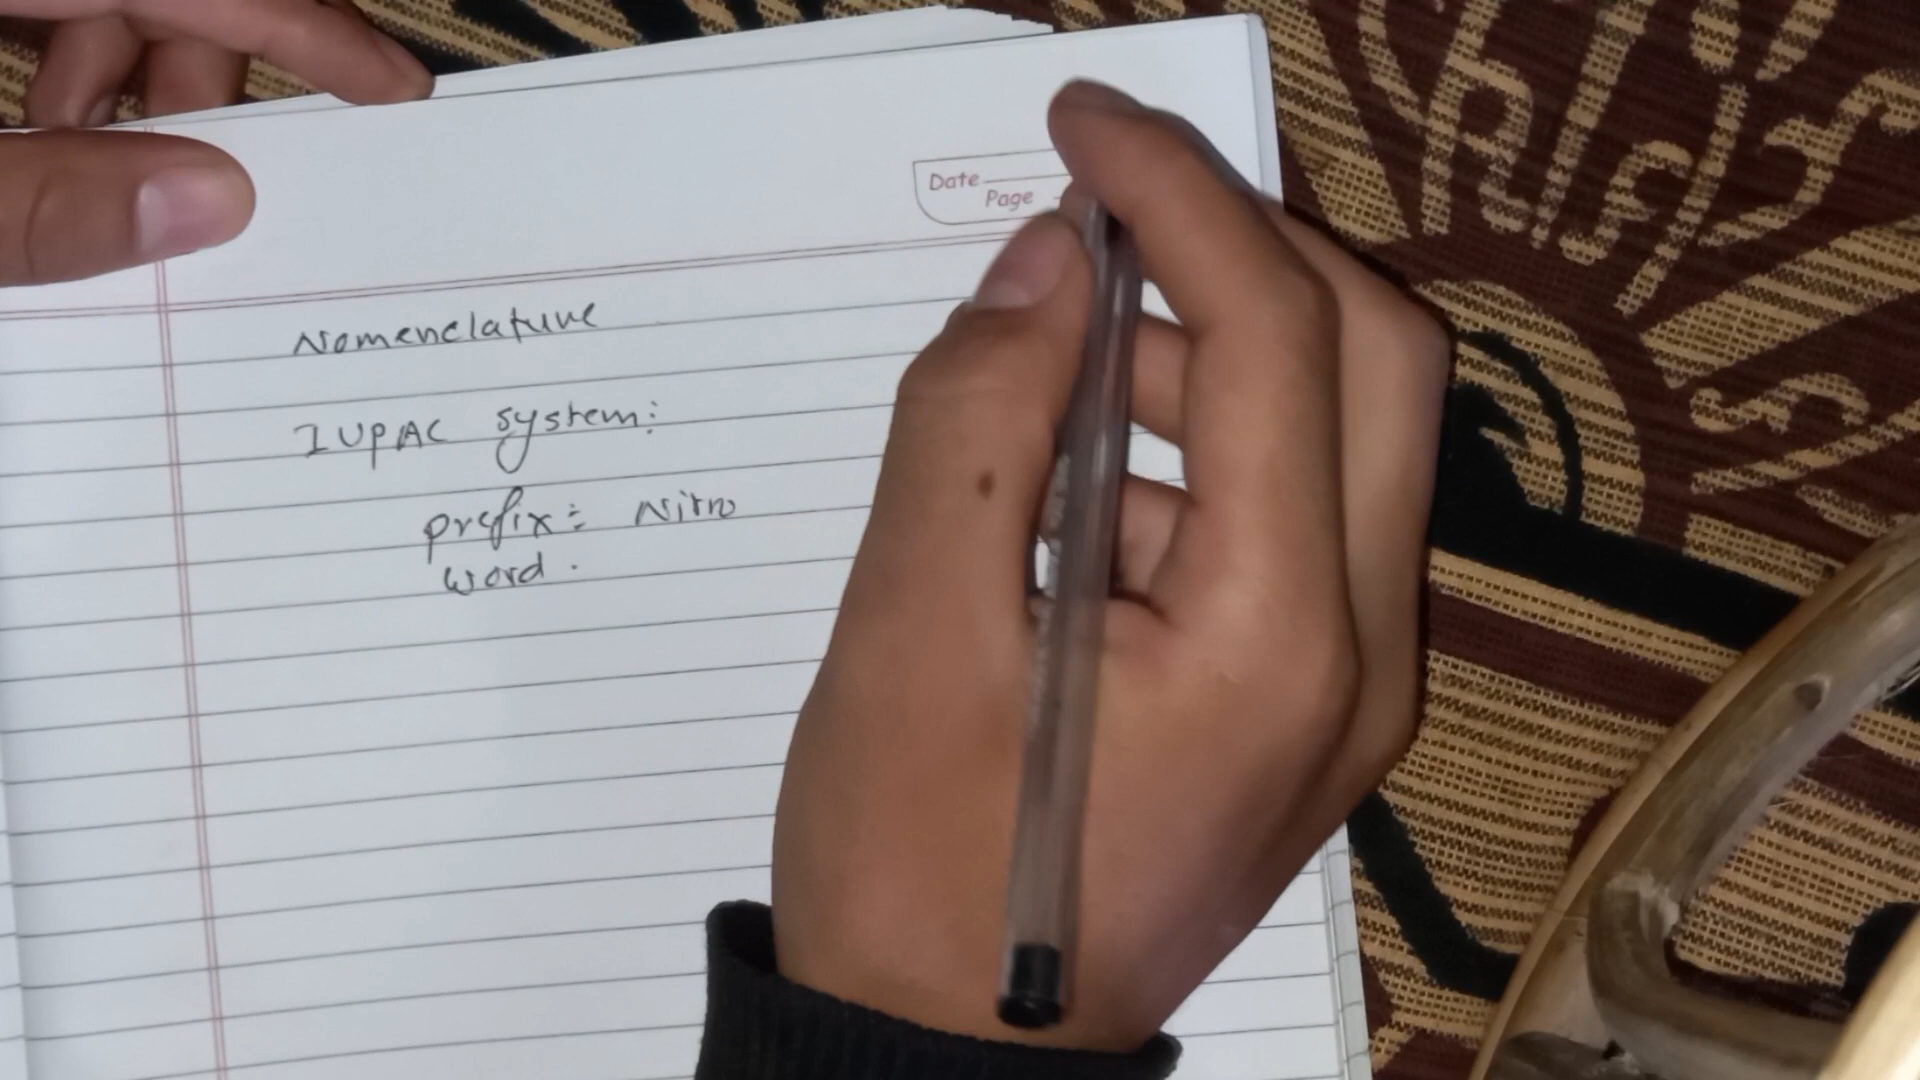 Date
Page
Nomenclature
IUPAC system:
prefix: Nitro
word.